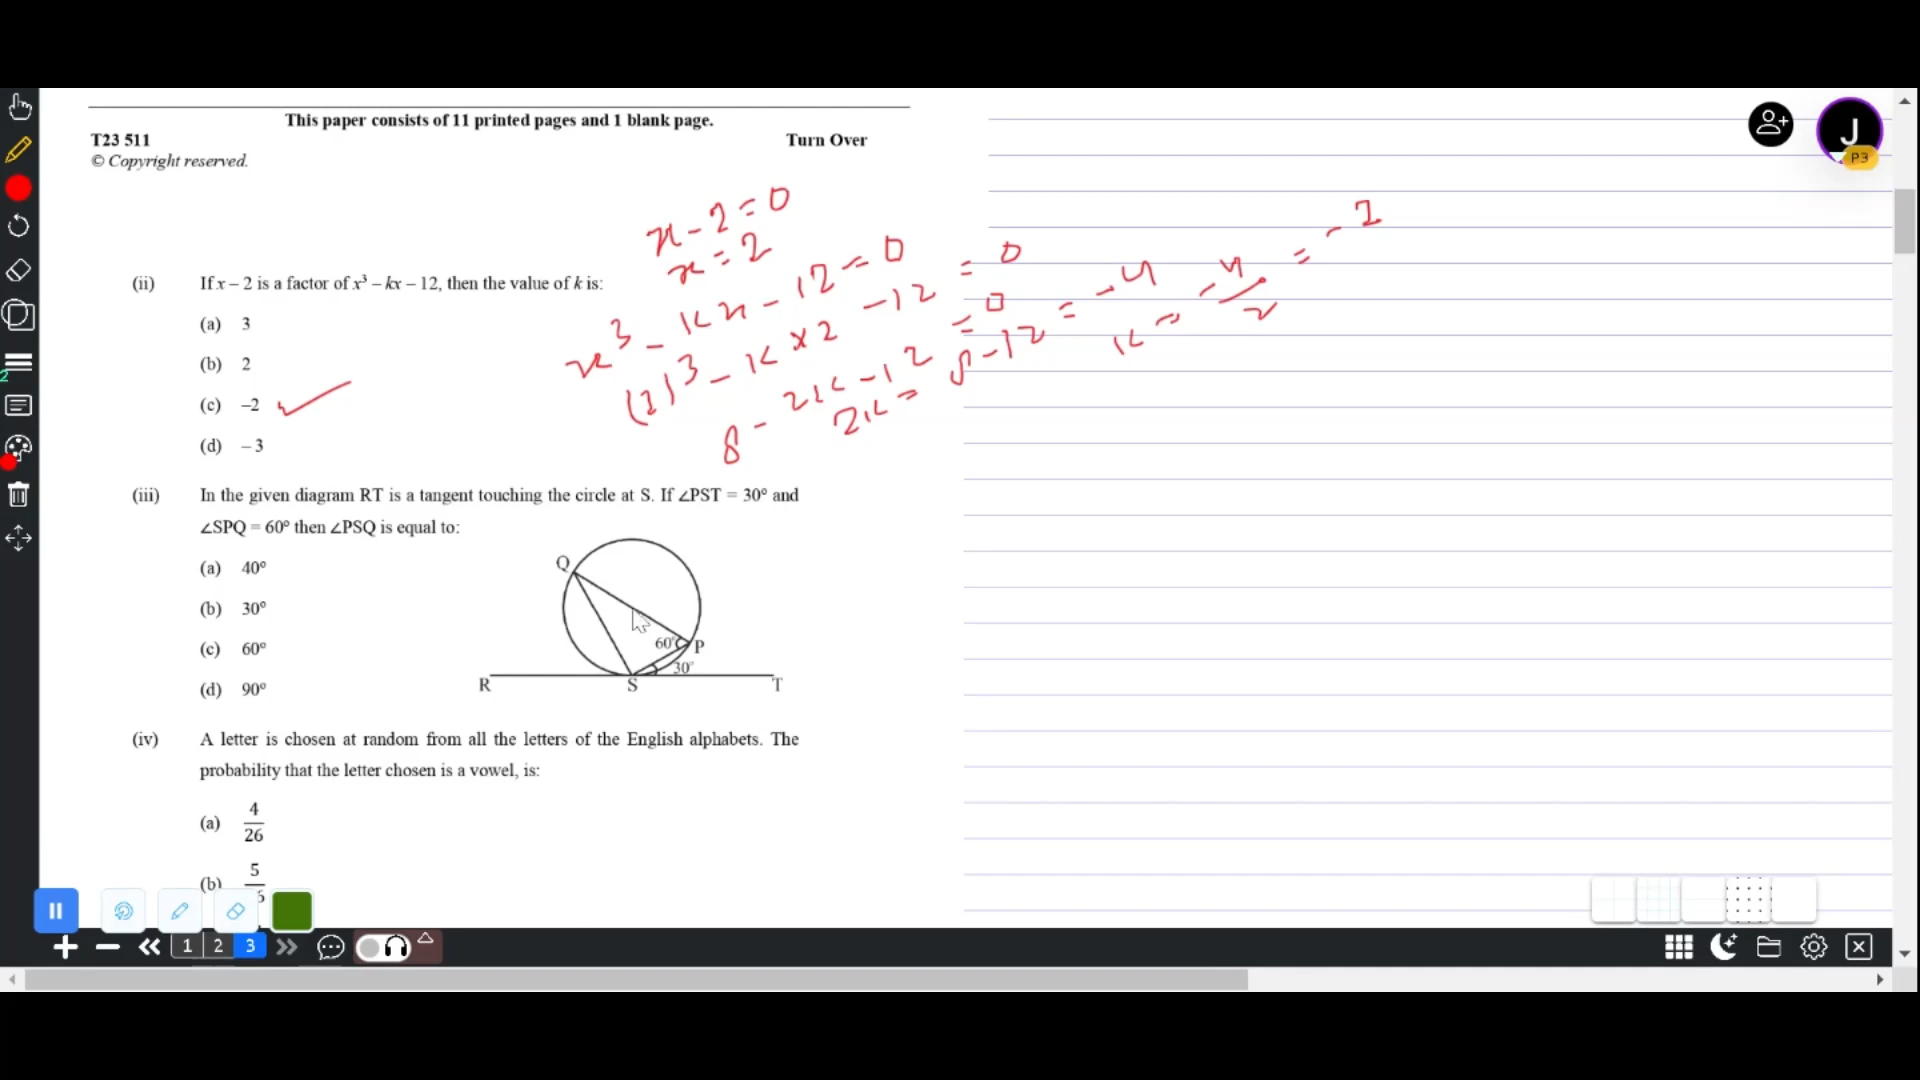 This paper consists of 11 printed pages and 1 blank page.
T23 511 Turn Over
© Copyright reserved.
J
P3
x - 2 = 0
x = 2
(ii) If x – 2 is a factor of x³ – kx – 12, then the value of k is:
(a) 3
(b) 2
(c) –2
(d) – 3
x³ - kx - 12 = 0
(2)³ - k × 2 - 12 = 0
8 - 2k - 12 = 0
2k = 8 - 12 = -4
k = -4/2 = -2
(iii) In the given diagram RT is a tangent touching the circle at S. If ∠PST = 30° and
∠SPQ = 60° then ∠PSQ is equal to:
(a) 40°
(b) 30°
(c) 60°
(d) 90°
Q
60° P
30°
R S T
(iv) A letter is chosen at random from all the letters of the English alphabets. The
probability that the letter chosen is a vowel, is:
(a) 4/26
(b) 5
2
1 2 3